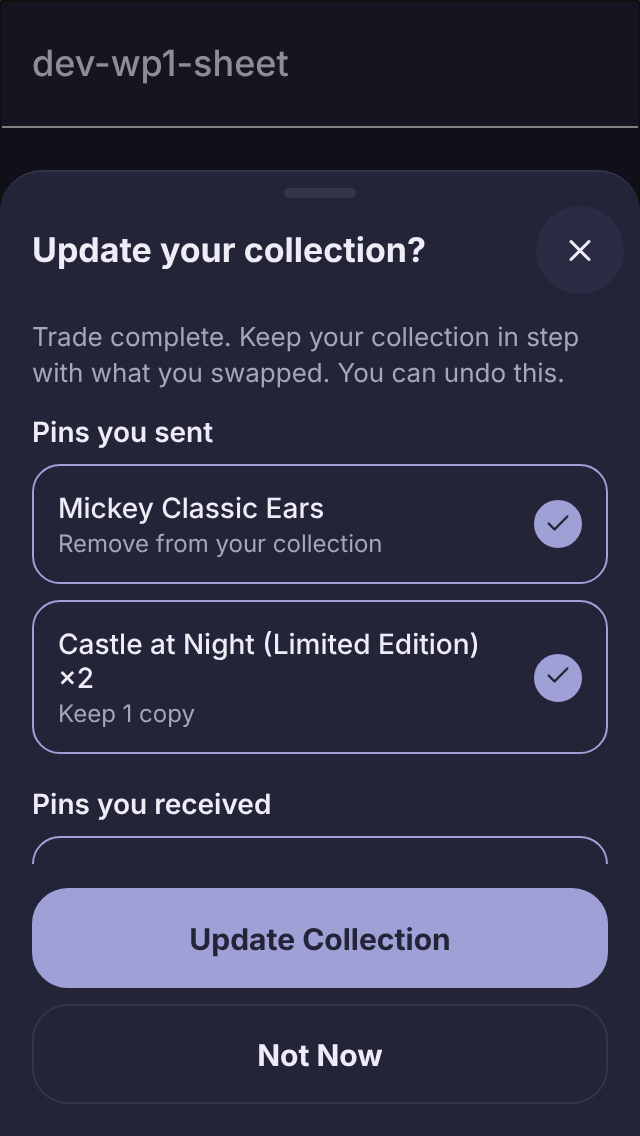 dev-wp1-sheet
Update your collection?
Trade complete. Keep your collection in step
with what you swapped. You can undo this.
Pins you sent
Mickey Classic Ears
Remove from your collection
Castle at Night (Limited Edition)
×2
Keep 1 copy
Pins you received
Update Collection
Not Now